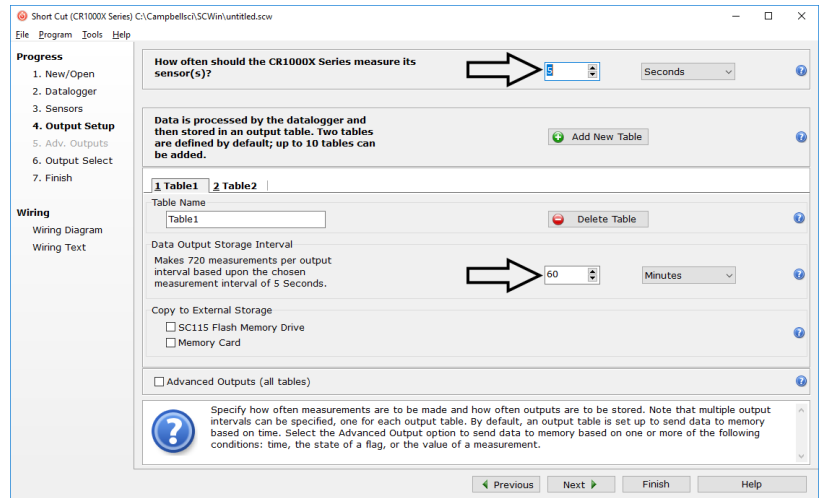 Short Cut (CR1000X Series) C:\Campbellsci\SCWin\untitled.scw
File Program Tools Help
Progress
1. New/Open
2. Datalogger
3. Sensors
4. Output Setup
5. Adv. Outputs
6. Output Select
7. Finish
Wiring
Wiring Diagram
Wiring Text
How often should the CR1000X Series measure its
sensor(s)?
5
Seconds
Data is processed by the datalogger and
then stored in an output table. Two tables
are defined by default; up to 10 tables can
be added.
Add New Table
1 Table1 2 Table2
Table Name
Table1
Delete Table
Data Output Storage Interval
Makes 720 measurements per output
interval based upon the chosen
measurement interval of 5 Seconds.
60
Minutes
Copy to External Storage
SC115 Flash Memory Drive
Memory Card
Advanced Outputs (all tables)
Specify how often measurements are to be made and how often outputs are to be stored. Note that multiple output
intervals can be specified, one for each output table. By default, an output table is set up to send data to memory
based on time. Select the Advanced Output option to send data to memory based on one or more of the following
conditions: time, the state of a flag, or the value of a measurement.
Previous Next Finish Help